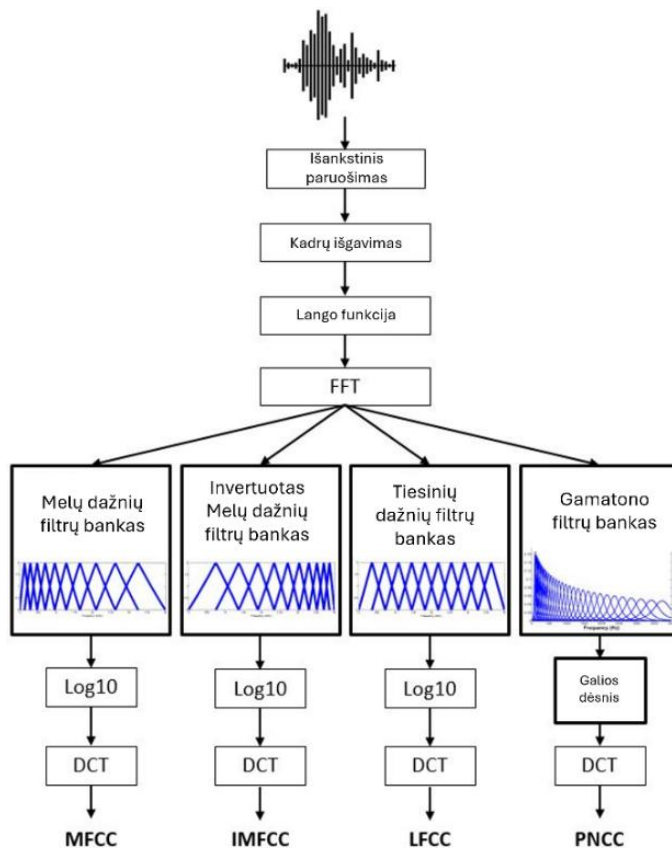 Išankstinis
paruošimas
Kadrų išgavimas
Lango funkcija
FFT
Melų dažnių
filtrų bankas
Invertuotas
Melų dažnių
filtrų bankas
Tiesinių
dažnių filtrų
bankas
Gamatono
filtrų bankas
Log10
Log10
Log10
Galios
dėsnis
DCT
DCT
DCT
DCT
MFCC
IMFCC
LFCC
PNCC